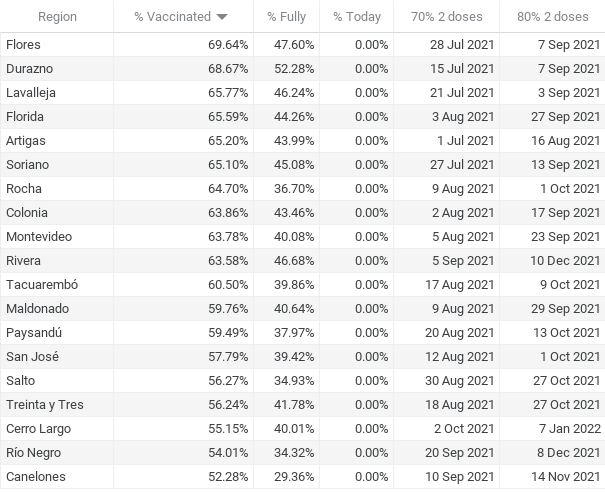 Region % Vaccinated % Fully % Today 70% 2 doses 80% 2 doses
Flores 69.64% 47.60% 0.00% 28 Jul 2021 7 Sep 2021
Durazno 68.67% 52.28% 0.00% 15 Jul 2021 7 Sep 2021
Lavalleja 65.77% 46.24% 0.00% 21 Jul 2021 3 Sep 2021
Florida 65.59% 44.26% 0.00% 3 Aug 2021 27 Sep 2021
Artigas 65.20% 43.99% 0.00% 1 Jul 2021 16 Aug 2021
Soriano 65.10% 45.08% 0.00% 27 Jul 2021 13 Sep 2021
Rocha 64.70% 36.70% 0.00% 9 Aug 2021 1 Oct 2021
Colonia 63.86% 43.46% 0.00% 2 Aug 2021 17 Sep 2021
Montevideo 63.78% 40.08% 0.00% 5 Aug 2021 23 Sep 2021
Rivera 63.58% 46.68% 0.00% 5 Sep 2021 10 Dec 2021
Tacuarembó 60.50% 39.86% 0.00% 17 Aug 2021 9 Oct 2021
Maldonado 59.76% 40.64% 0.00% 9 Aug 2021 29 Sep 2021
Paysandú 59.49% 37.97% 0.00% 20 Aug 2021 13 Oct 2021
San José 57.79% 39.42% 0.00% 12 Aug 2021 1 Oct 2021
Salto 56.27% 34.93% 0.00% 30 Aug 2021 27 Oct 2021
Treinta y Tres 56.24% 41.78% 0.00% 18 Aug 2021 27 Oct 2021
Cerro Largo 55.15% 40.01% 0.00% 2 Oct 2021 7 Jan 2022
Río Negro 54.01% 34.32% 0.00% 20 Sep 2021 8 Dec 2021
Canelones 52.28% 29.36% 0.00% 10 Sep 2021 14 Nov 2021